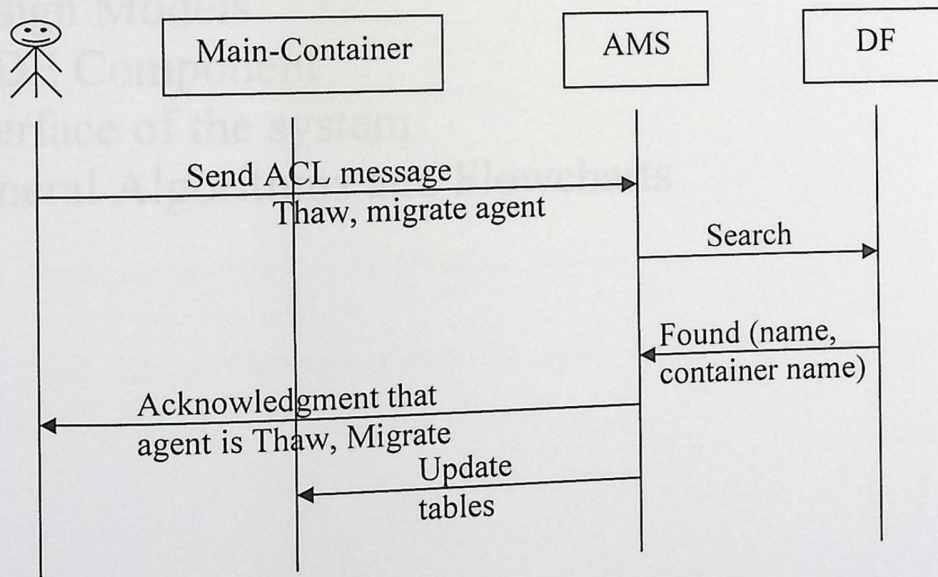 Main-Container
AMS
DF
Send ACL message
Thaw, migrate agent
Search
Found (name,
container name)
Acknowledgment that
agent is Thaw, Migrate
Update
tables